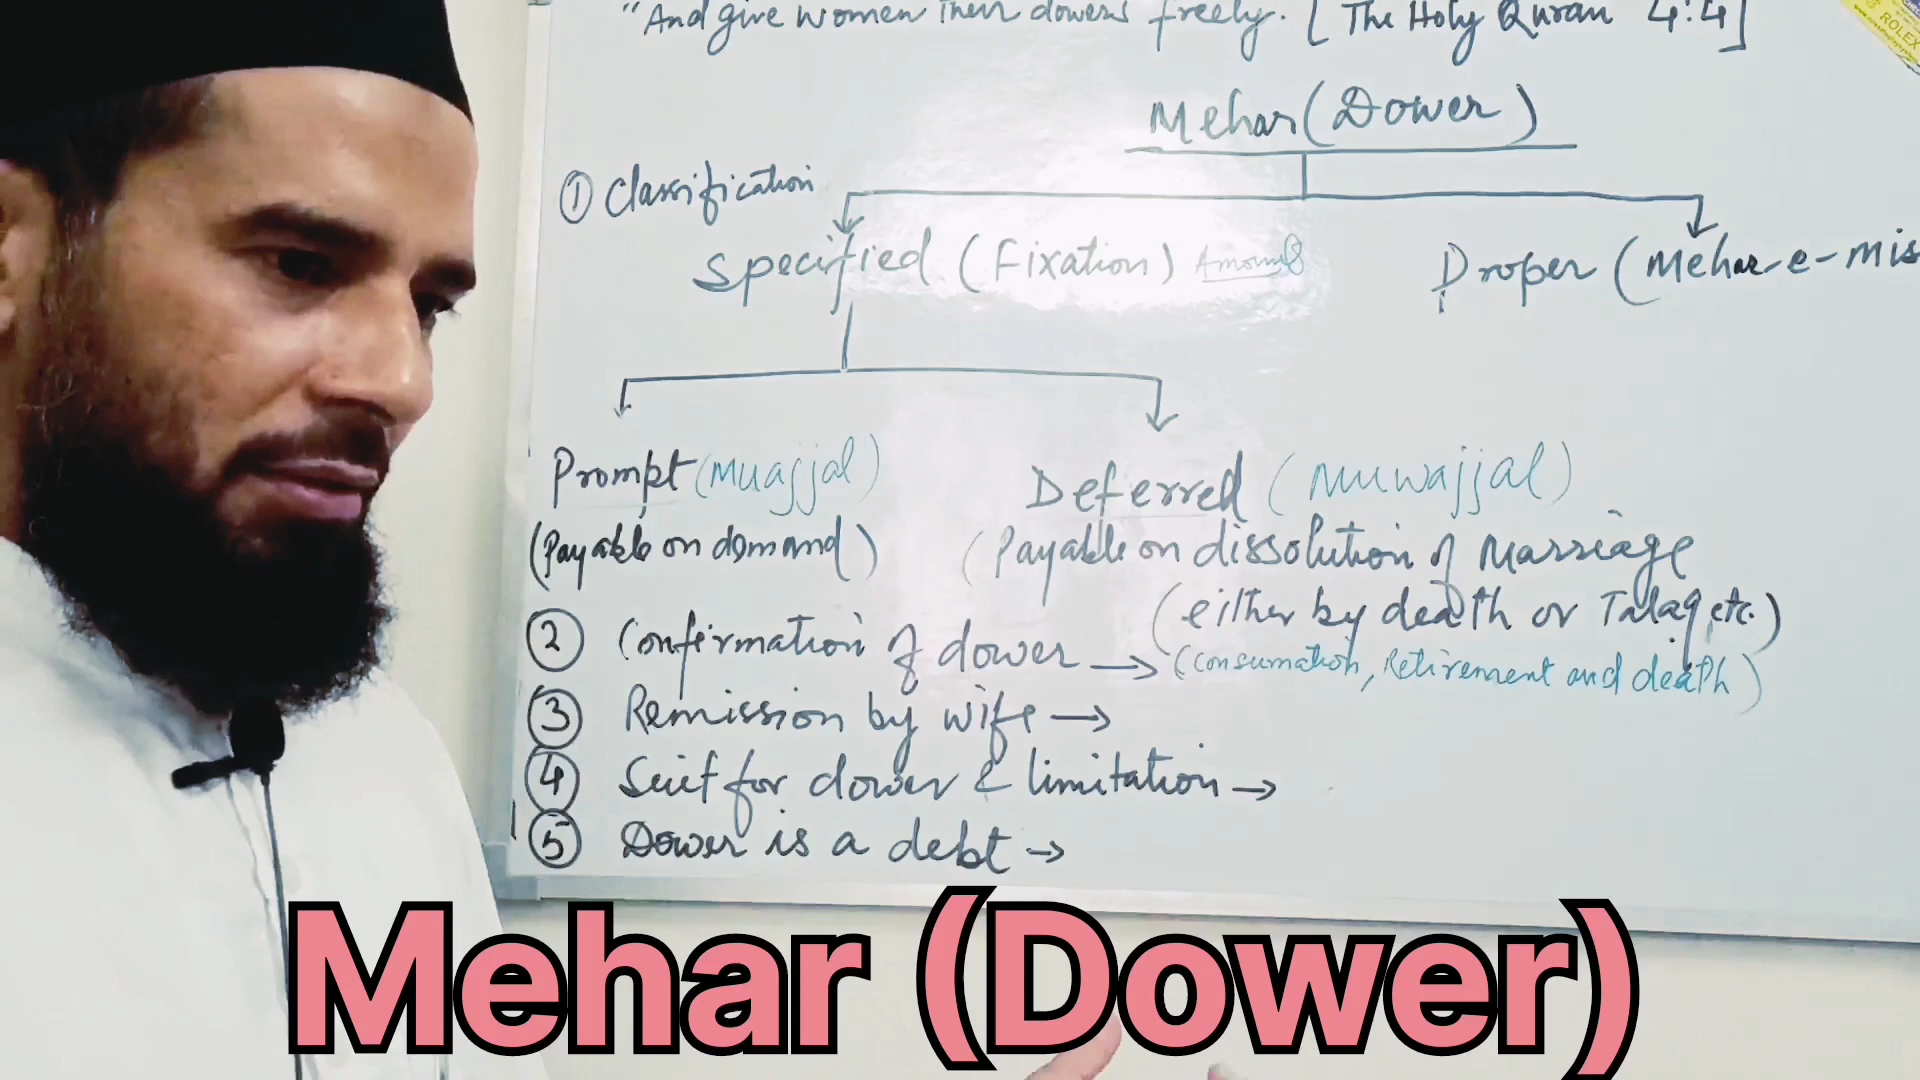 "And give women their dowers freely. [The Holy Quran 4:4]
ROLEX
Mehar (Dower)
① Classification
Specified (Fixation) Amount
Proper (Mehar-e-mis
Prompt (Muajjal)
Deferred (Muwajjal)
(Payable on demand)
(Payable on dissolution of Marriage
(either by death or Talaq etc.)
② Confirmation of dower → (Consumation, Retirement and death)
③ Remission by wife →
④ Suit for dower & limitation →
⑤ Dower is a debt →
Mehar (Dower)